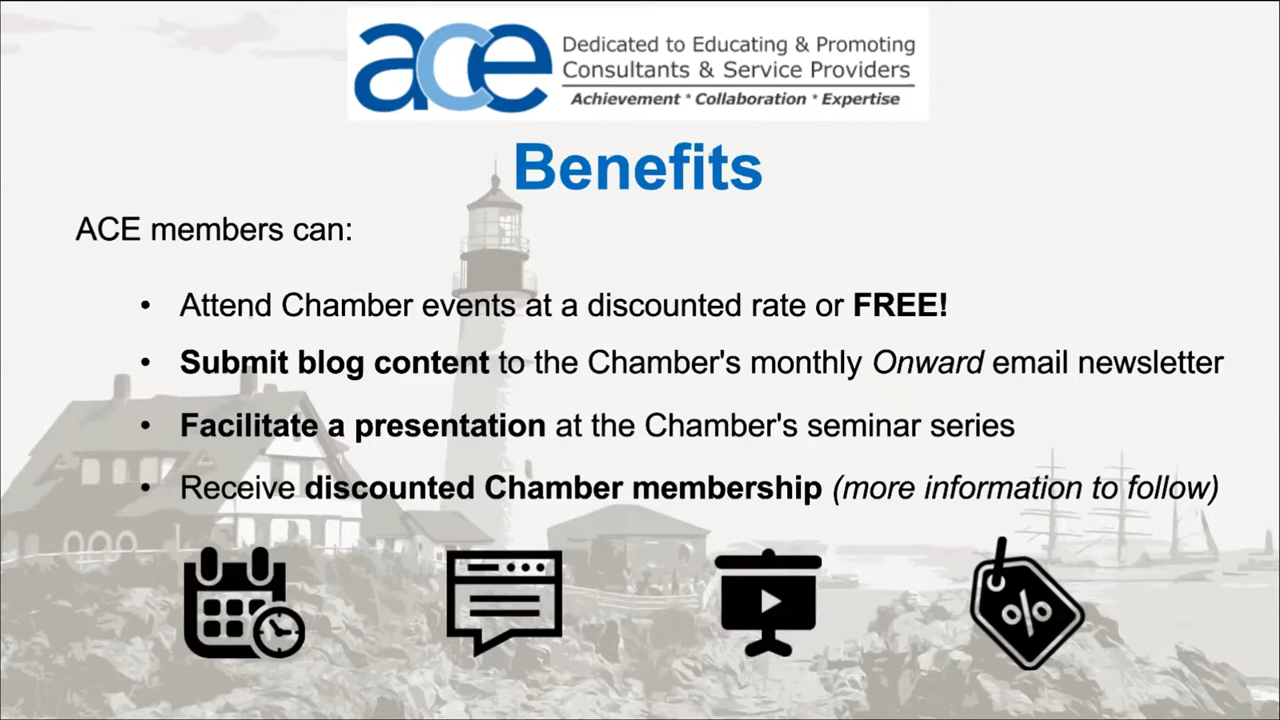 ace
Dedicated to Educating & Promoting
Consultants & Service Providers
Achievement * Collaboration * Expertise
Benefits
ACE members can:
• Attend Chamber events at a discounted rate or FREE!
• Submit blog content to the Chamber's monthly Onward email newsletter
• Facilitate a presentation at the Chamber's seminar series
• Receive discounted Chamber membership (more information to follow)
%